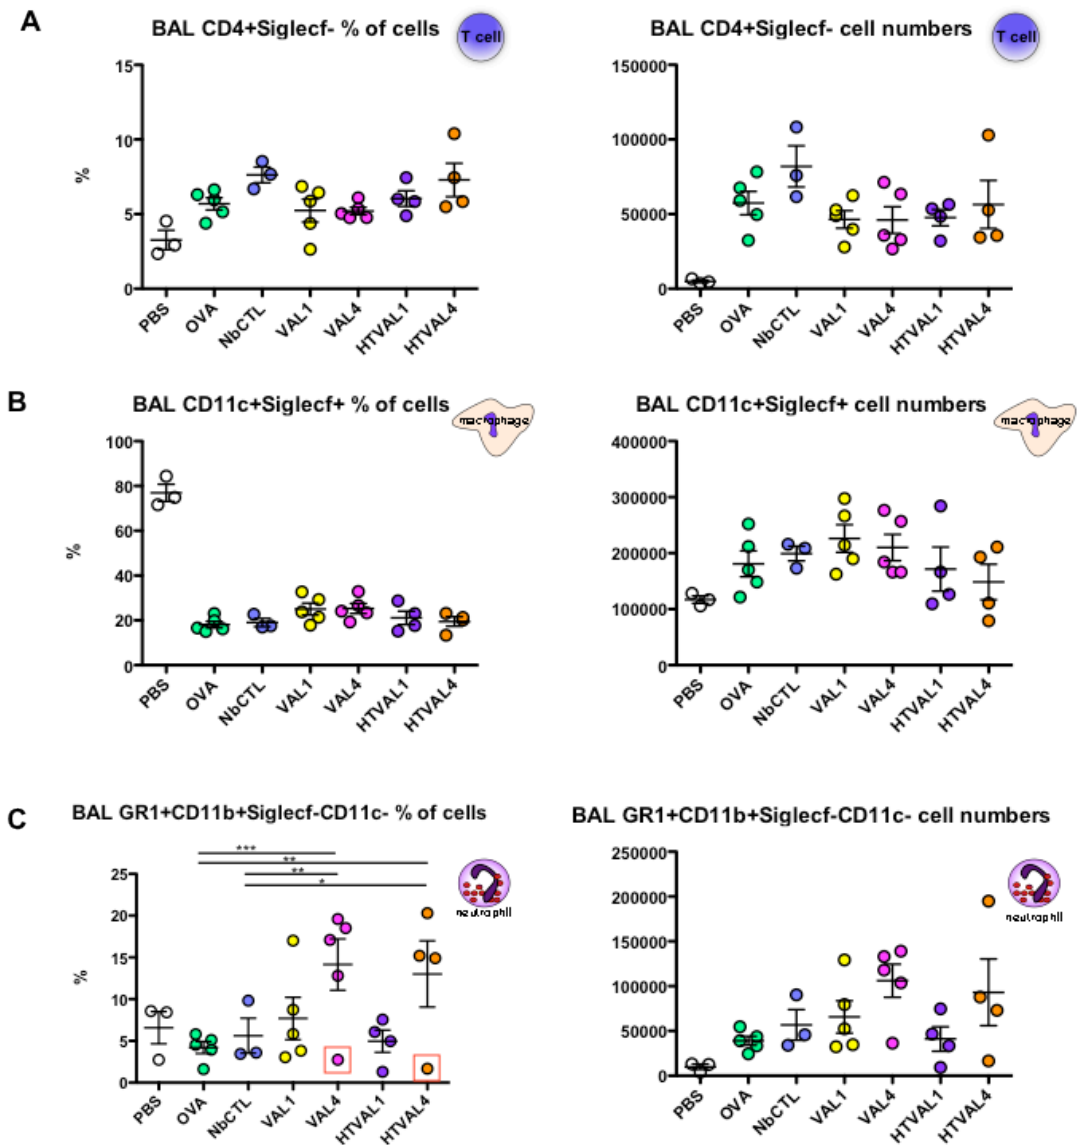 A
BAL CD4+Siglecf- % of cells
T cell
BAL CD4+Siglecf- cell numbers
T cell
15
10
5
0
%
PBS
OVA
NbCTL
VAL1
VAL4
HTVAL1
HTVAL4
150000
100000
50000
0
PBS
OVA
NbCTL
VAL1
VAL4
HTVAL1
HTVAL4
B
BAL CD11c+Siglecf+ % of cells
macrophage
BAL CD11c+Siglecf+ cell numbers
macrophage
100
80
60
40
20
0
%
PBS
OVA
NbCTL
VAL1
VAL4
HTVAL1
HTVAL4
400000
300000
200000
100000
0
PBS
OVA
NbCTL
VAL1
VAL4
HTVAL1
HTVAL4
C
BAL GR1+CD11b+Siglecf-CD11c- % of cells
BAL GR1+CD11b+Siglecf-CD11c- cell numbers
***
**
**
*
neutrophil
25
20
15
10
5
0
%
PBS
OVA
NbCTL
VAL1
VAL4
HTVAL1
HTVAL4
neutrophil
250000
200000
150000
100000
50000
0
PBS
OVA
NbCTL
VAL1
VAL4
HTVAL1
HTVAL4